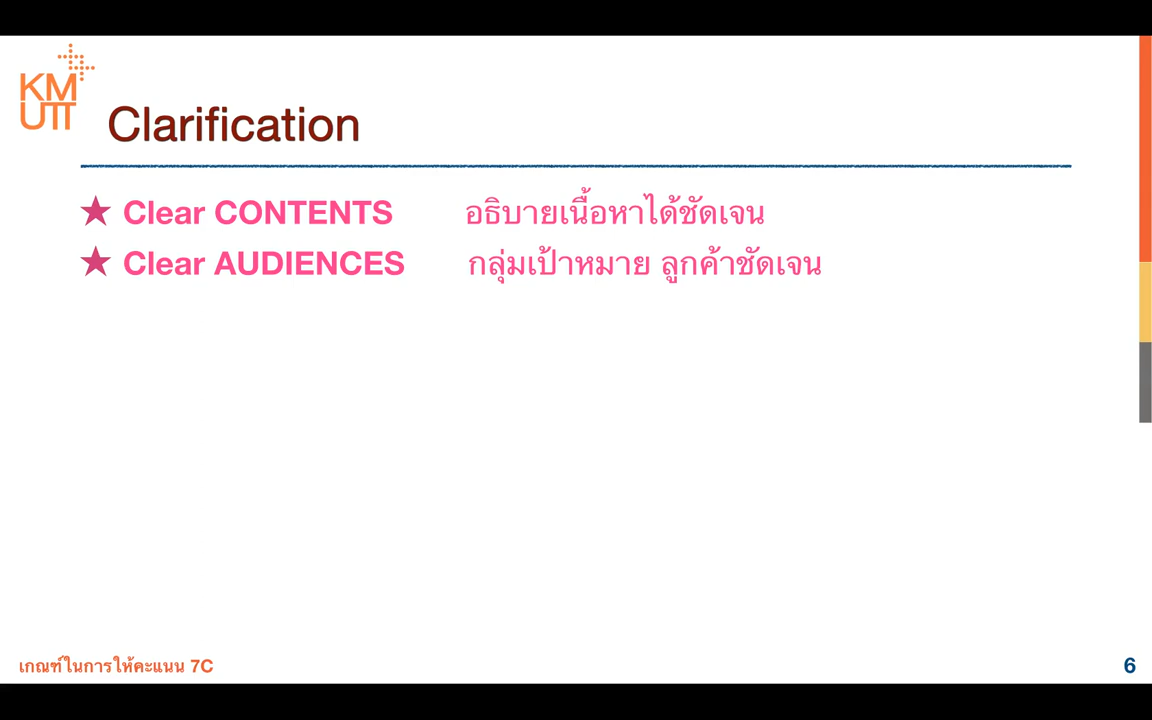 KM
UTT
Clarification
★ Clear CONTENTS อธิบายเนื้อหาได้ชัดเจน
★ Clear AUDIENCES กลุ่มเป้าหมาย ลูกค้าชัดเจน
เกณฑ์ในการให้คะแนน 7C
6